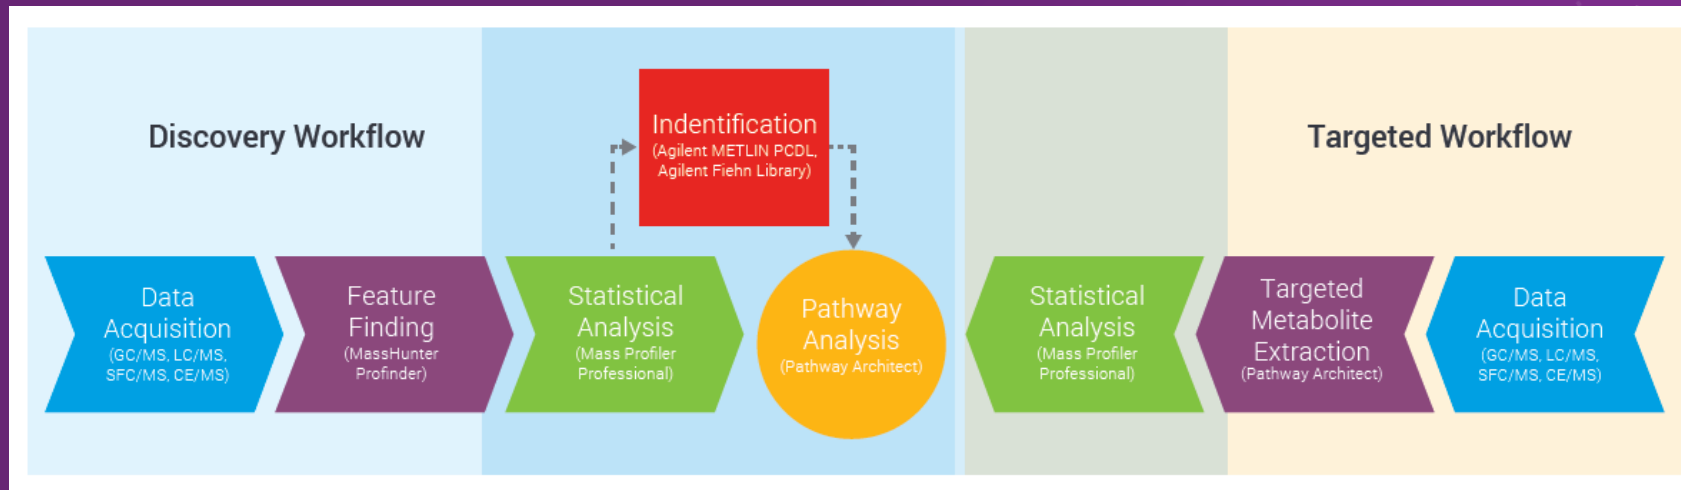 Discovery Workflow
Indentification
(Agilent METLIN PCDL,
Agilent Fiehn Library)
Targeted Workflow
Data
Acquisition
(GC/MS, LC/MS,
SFC/MS, CE/MS)
Feature
Finding
(MassHunter
Profinder)
Statistical
Analysis
(Mass Profiler
Professional)
Pathway
Analysis
(Pathway Architect)
Statistical
Analysis
(Mass Profiler
Professional)
Targeted
Metabolite
Extraction
(Pathway Architect)
Data
Acquisition
(GC/MS, LC/MS,
SFC/MS, CE/MS)